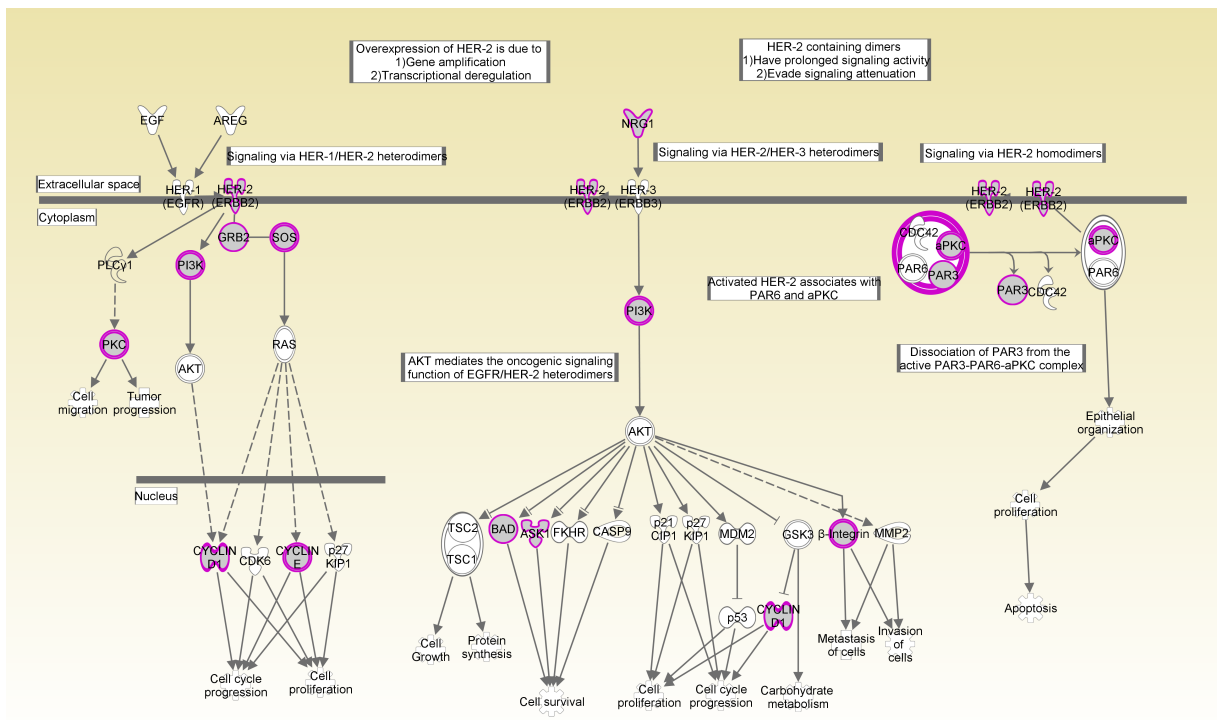 Overexpression of HER-2 is due to
1)Gene amplification
2)Transcriptional deregulation
HER-2 containing dimers
1)Have prolonged signaling activity
2)Evade signaling attenuation
EGF
AREG
NRG1
Signaling via HER-1/HER-2 heterodimers
Signaling via HER-2/HER-3 heterodimers
Signaling via HER-2 homodimers
Extracellular space
HER-1
(EGFR)
HER-2
(ERBB2)
HER-2
(ERBB2)
HER-3
(ERBB3)
HER-2
(ERBB2)
HER-2
(ERBB2)
Cytoplasm
GRB2
SOS
PLCγ1
PI3K
CDC42
aPKC
PAR6
PAR3
aPKC
PAR6
PAR3
CDC42
Activated HER-2 associates with
PAR6 and aPKC
PI3K
PKC
RAS
AKT
AKT mediates the oncogenic signaling
function of EGFR/HER-2 heterodimers
Dissociation of PAR3 from the
active PAR3-PAR6-aPKC complex
Cell
migration
Tumor
progression
Epithelial
organization
AKT
Nucleus
Cell
proliferation
CYCLIN
D1
CDK6
CYCLIN
E
p27
KIP1
TSC2
TSC1
BAD
ASK1
FKHR
CASP9
p21
CIP1
p27
KIP1
MDM2
GSK3
β-Integrin
MMP2
p53
CYCLIN
D1
Apoptosis
Cell
Growth
Protein
synthesis
Metastasis
of cells
Invasion
of
cells
Cell cycle
progression
Cell
proliferation
Cell survival
Cell
proliferation
Cell cycle
progression
Carbohydrate
metabolism